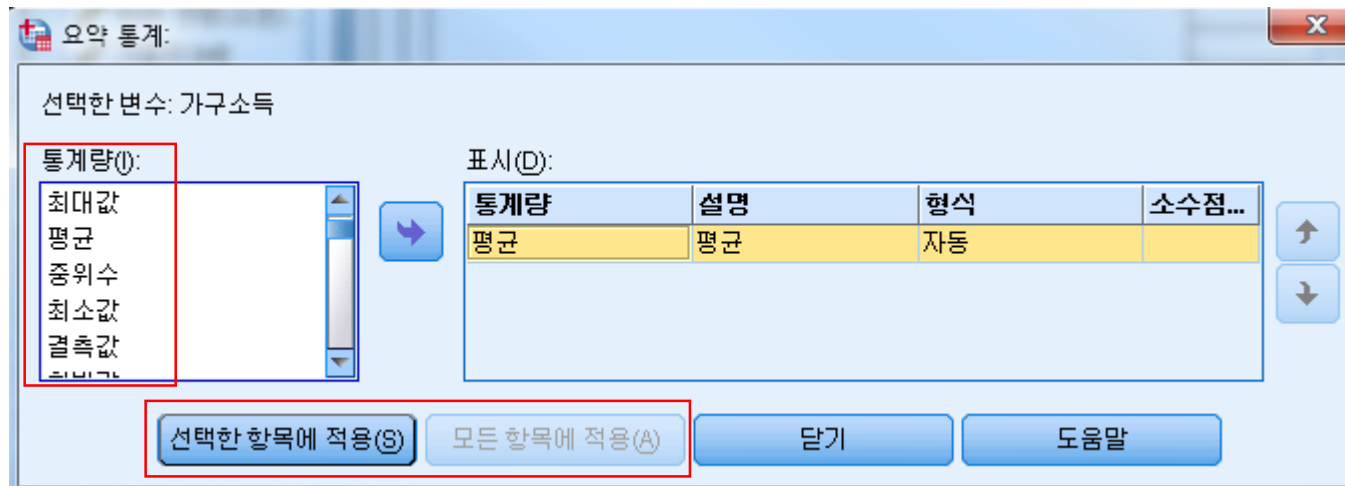 요약 통계:
선택한 변수: 가구소득
통계량(I):
표시(D):
최대값
평균
중위수
최소값
결측값
통계량 설명 형식 소수점...
평균 평균 자동
선택한 항목에 적용(S) 모든 항목에 적용(A) 닫기 도움말